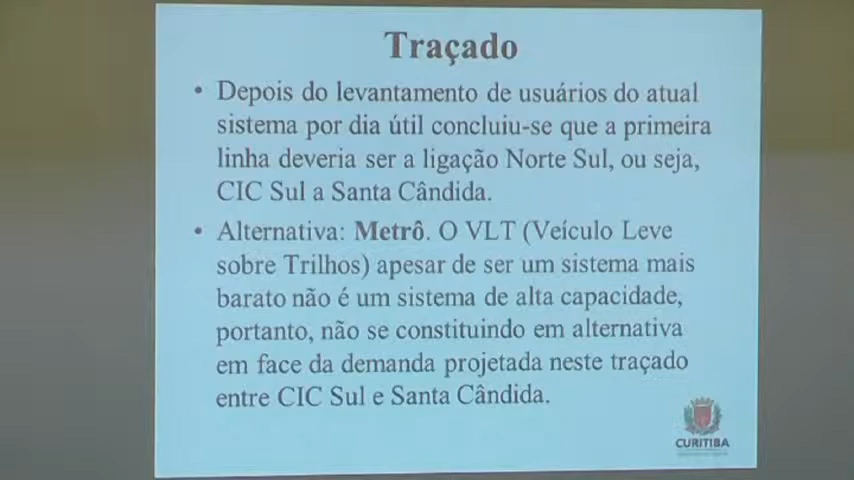 Traçado
• Depois do levantamento de usuários do atual
sistema por dia útil concluiu-se que a primeira
linha deveria ser a ligação Norte Sul, ou seja,
CIC Sul a Santa Cândida.
• Alternativa: Metrô. O VLT (Veículo Leve
sobre Trilhos) apesar de ser um sistema mais
barato não é um sistema de alta capacidade,
portanto, não se constituindo em alternativa
em face da demanda projetada neste traçado
entre CIC Sul e Santa Cândida.
CURITIBA